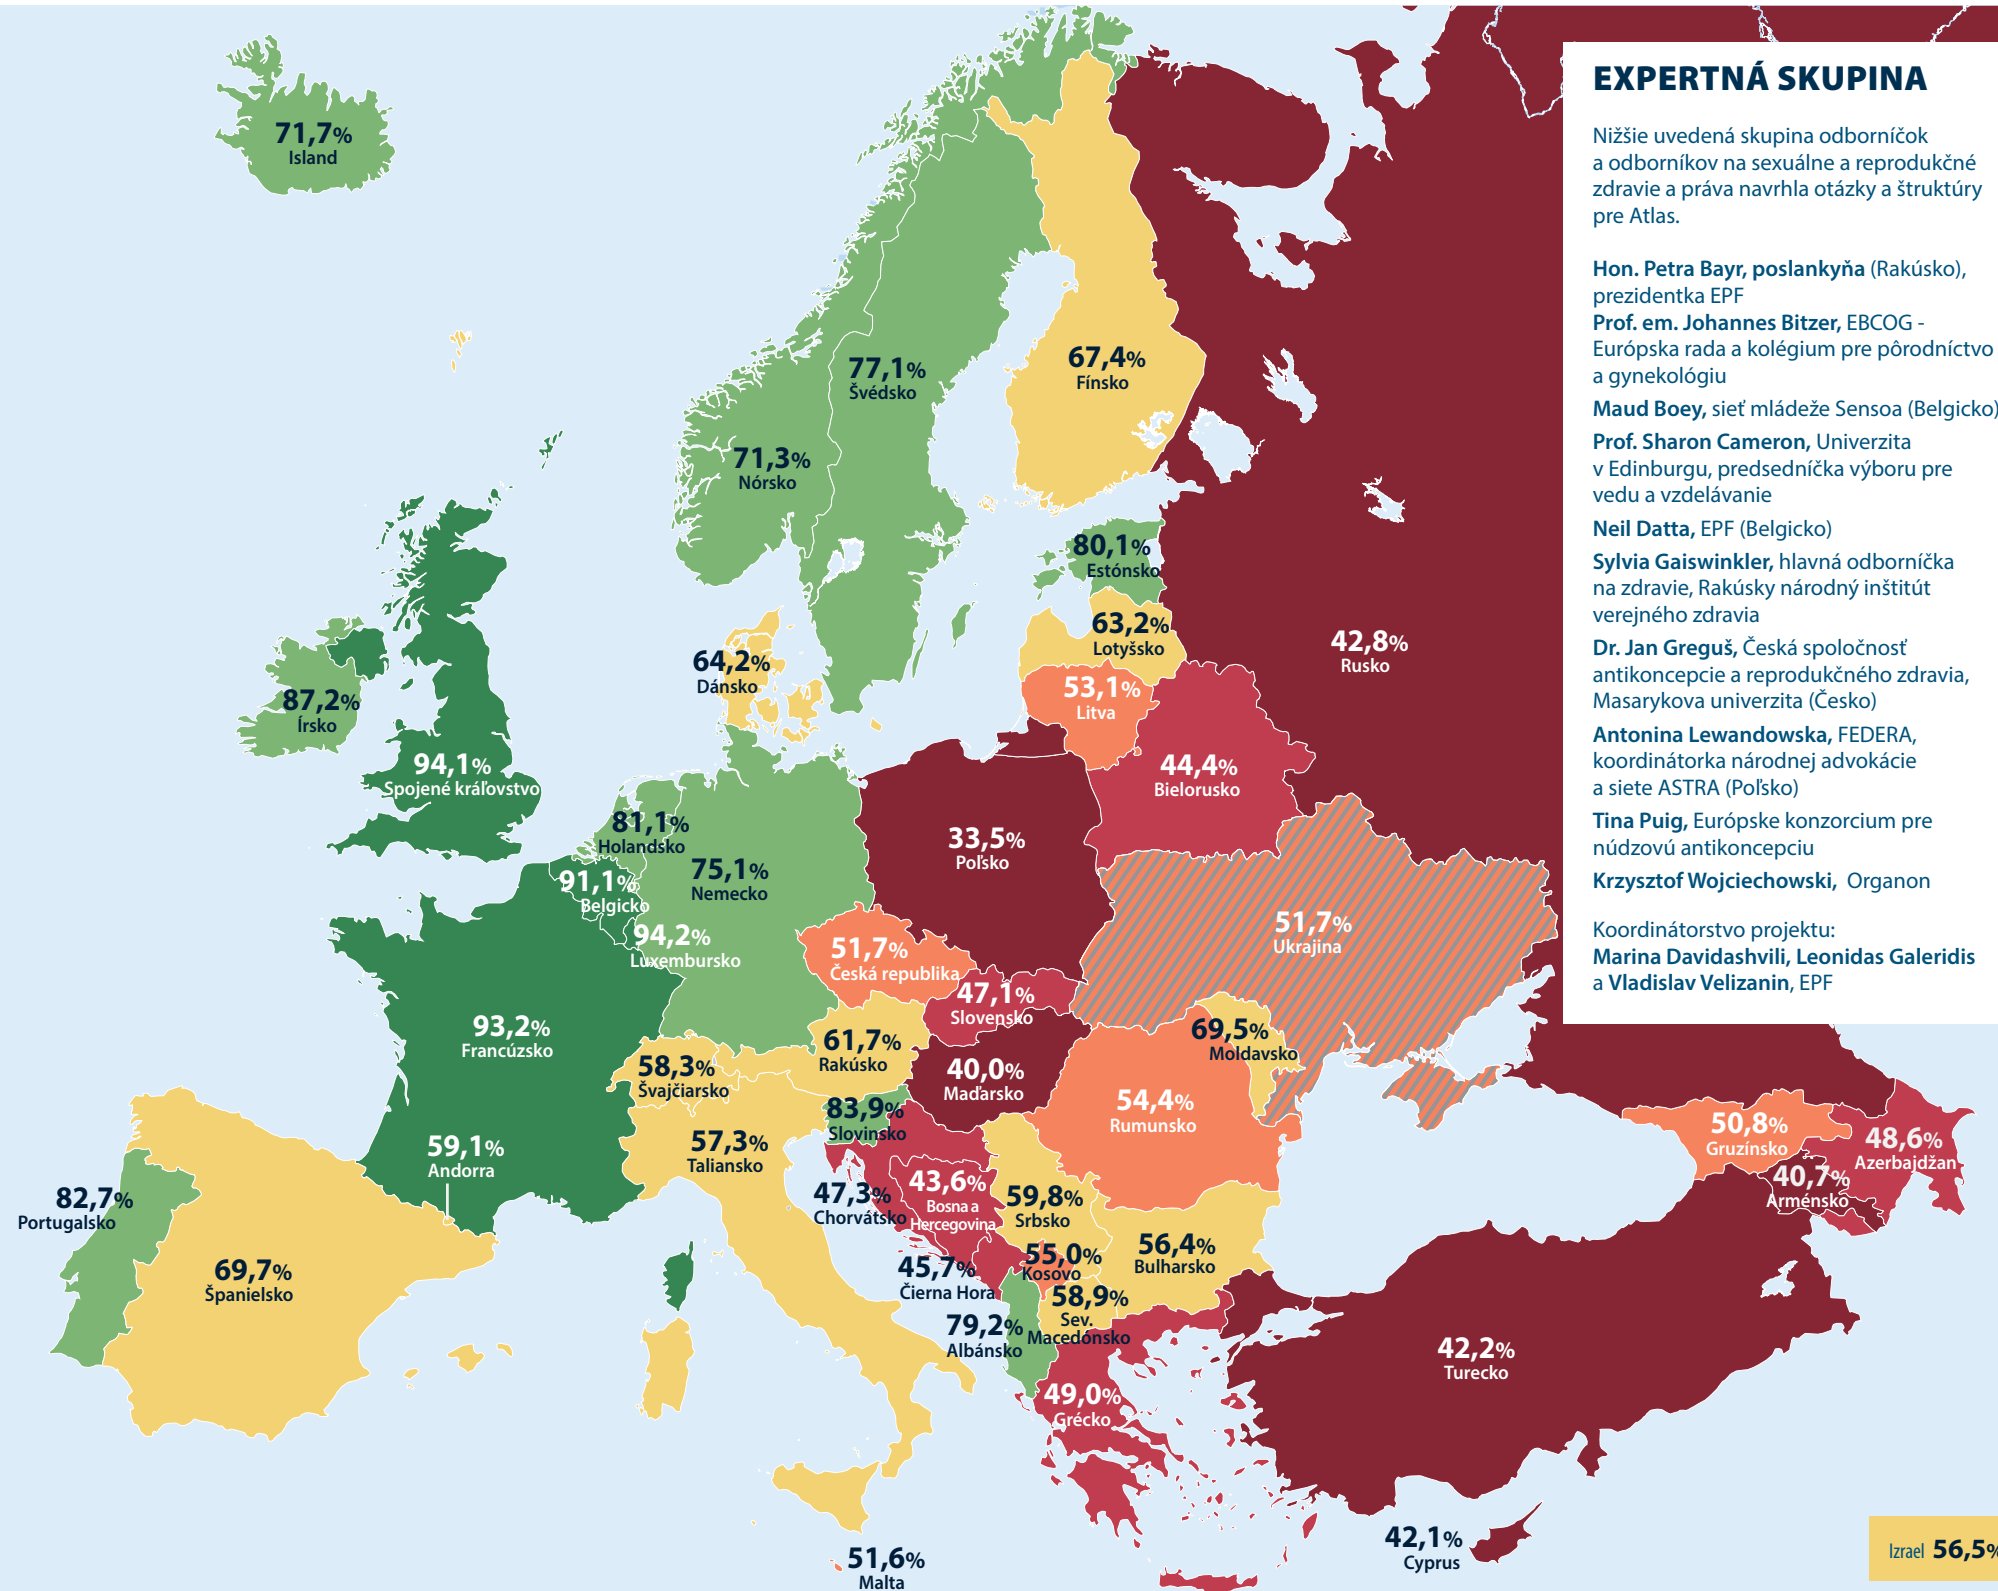 71,7%
Island
77,1%
Švédsko
67,4%
Fínsko
71,3%
Nórsko
80,1%
Estónsko
63,2%
Lotyšsko
64,2%
Dánsko
53,1%
Litva
42,8%
Rusko
87,2%
Írsko
94,1%
Spojené kráľovstvo
44,4%
Bielorusko
81,1%
Holandsko
33,5%
Poľsko
75,1%
Nemecko
91,1%
Belgicko
94,2%
Luxembursko
51,7%
Česká republika
51,7%
Ukrajina
47,1%
Slovensko
93,2%
Francúzsko
61,7%
Rakúsko
69,5%
Moldavsko
58,3%
Švajčiarsko
40,0%
Maďarsko
54,4%
Rumunsko
83,9%
Slovinsko
57,3%
Taliansko
59,1%
Andorra
50,8%
Gruzínsko
48,6%
Azerbajdžan
40,7%
Arménsko
82,7%
Portugalsko
47,3%
Chorvátsko
43,6%
Bosna a
Hercegovina
59,8%
Srbsko
69,7%
Španielsko
45,7%
Čierna Hora
55,0%
Kosovo
56,4%
Bulharsko
58,9%
Sev.
Macedónsko
79,2%
Albánsko
42,2%
Turecko
49,0%
Grécko
51,6%
Malta
42,1%
Cyprus
Izrael 56,5%
EXPERTNÁ SKUPINA
Nižšie uvedená skupina odborníčok
a odborníkov na sexuálne a reprodukčné
zdravie a práva navrhla otázky a štruktúry
pre Atlas.
Hon. Petra Bayr, poslankyňa (Rakúsko),
prezidentka EPF
Prof. em. Johannes Bitzer, EBCOG -
Európska rada a kolégium pre pôrodníctvo
a gynekológiu
Maud Boey, sieť mládeže Sensoa (Belgicko)
Prof. Sharon Cameron, Univerzita
v Edinburgu, predsedníčka výboru pre
vedu a vzdelávanie
Neil Datta, EPF (Belgicko)
Sylvia Gaiswinkler, hlavná odborníčka
na zdravie, Rakúsky národný inštitút
verejného zdravia
Dr. Jan Greguš, Česká spoločnosť
antikoncepcie a reprodukčného zdravia,
Masarykova univerzita (Česko)
Antonina Lewandowska, FEDERA,
koordinátorka národnej advokácie
a siete ASTRA (Poľsko)
Tina Puig, Európske konzorcium pre
núdzovú antikoncepciu
Krzysztof Wojciechowski, Organon
Koordinátorstvo projektu:
Marina Davidashvili, Leonidas Galeridis
a Vladislav Velizanin, EPF